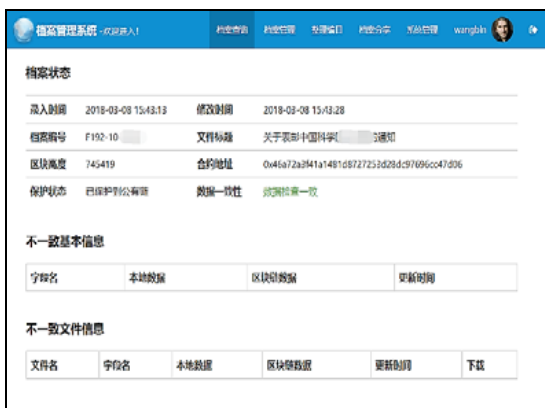 档案管理系统 -欢迎进入! 档案查询 档案管理 整理编目 档案分享 系统管理 wangbin
档案状态
录入时间 2018-03-08 15:43:13 修改时间 2018-03-08 15:43:28
档案编号 F192-10- 文件标题 关于表彰中国科学 通知
区块高度 745419 合约地址
保护状态 已保护到公有链 数据一致性 数据检查一致
不一致基本信息
字段名 本地数据 区块链数据 更新时间
不一致文件信息
文件名 字段名 本地数据 区块链数据 更新时间 下载